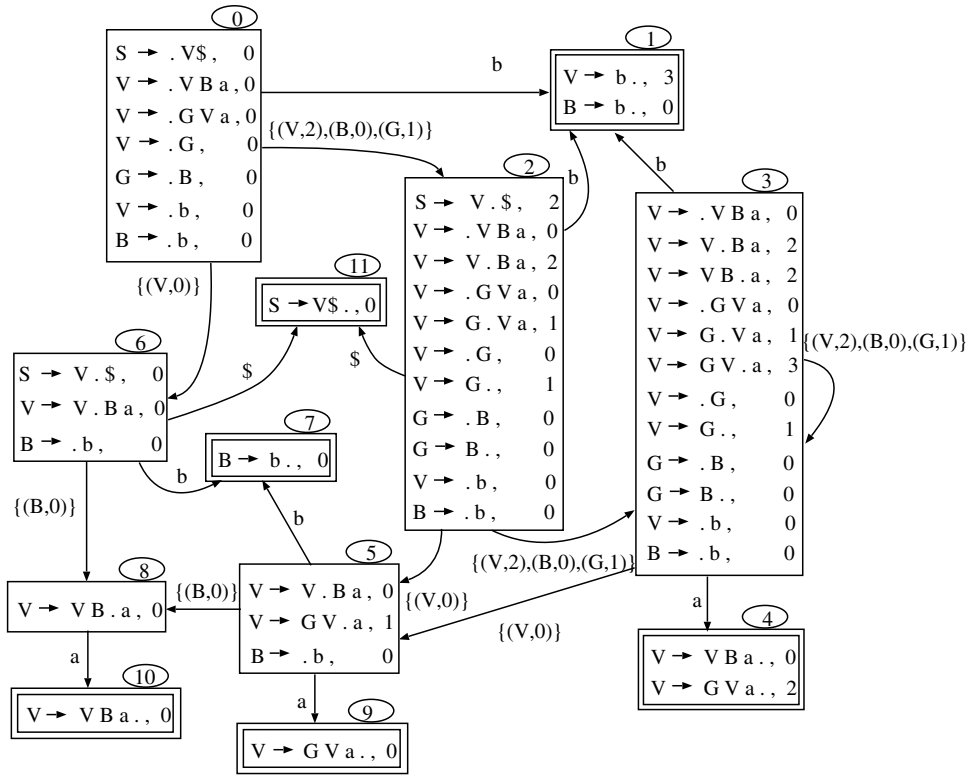 0
S → . V$, 0
V → . V B a, 0
V → . G V a, 0
V → . G, 0
G → . B, 0
V → . b, 0
B → . b, 0
b
1
V → b ., 3
B → b ., 0
{(V,2),(B,0),(G,1)}
b
b
2
S → V . $, 2
V → . V B a, 0
V → V . B a, 2
V → . G V a, 0
V → G . V a, 1
V → . G, 0
V → G ., 1
G → . B, 0
G → B ., 0
V → . b, 0
B → . b, 0
3
V → . V B a, 0
V → V . B a, 2
V → V B . a, 2
V → . G V a, 0
V → G . V a, 1
V → G V . a, 3
V → . G, 0
V → G ., 1
G → . B, 0
G → B ., 0
V → . b, 0
B → . b, 0
{(V,2),(B,0),(G,1)}
{(V,0)}
11
S → V$ ., 0
6
S → V . $, 0
V → V . B a, 0
B → . b, 0
$
$
7
B → b ., 0
b
{(B,0)}
b
5
V → V . B a, 0
V → G V . a, 1
B → . b, 0
{(V,2),(B,0),(G,1)}
{(V,0)}
{(V,0)}
8
V → V B . a, 0
{(B,0)}
a
4
V → V B a ., 0
V → G V a ., 2
a
10
V → V B a ., 0
a
9
V → G V a ., 0